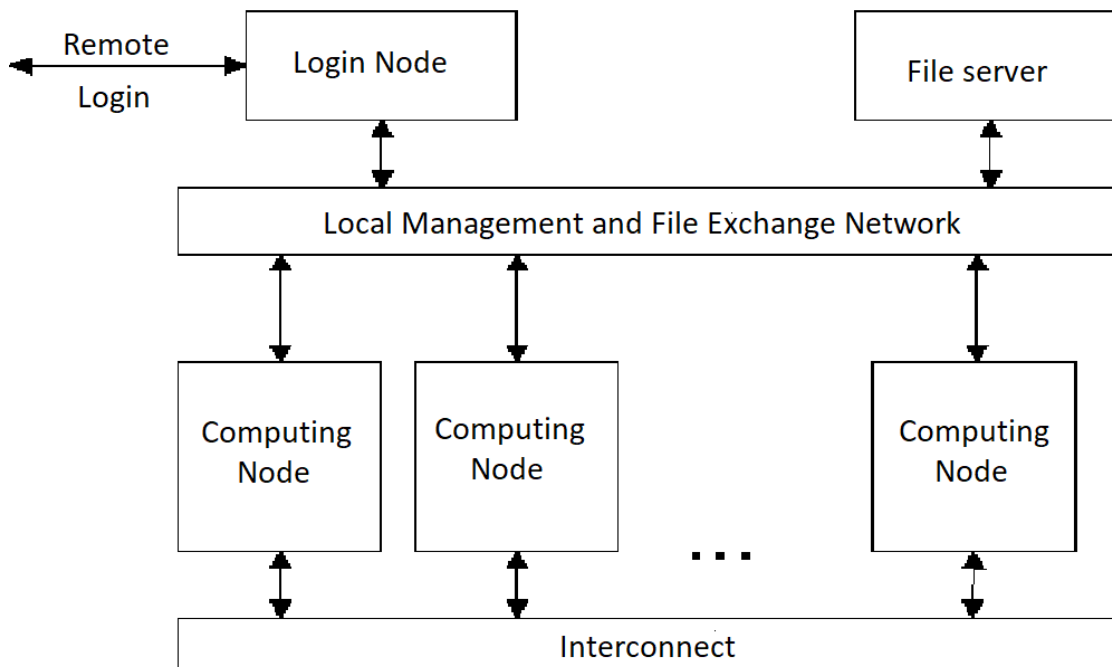 Remote
Login
Login Node
File server
Local Management and File Exchange Network
Computing
Node
Computing
Node
...
Computing
Node
Interconnect